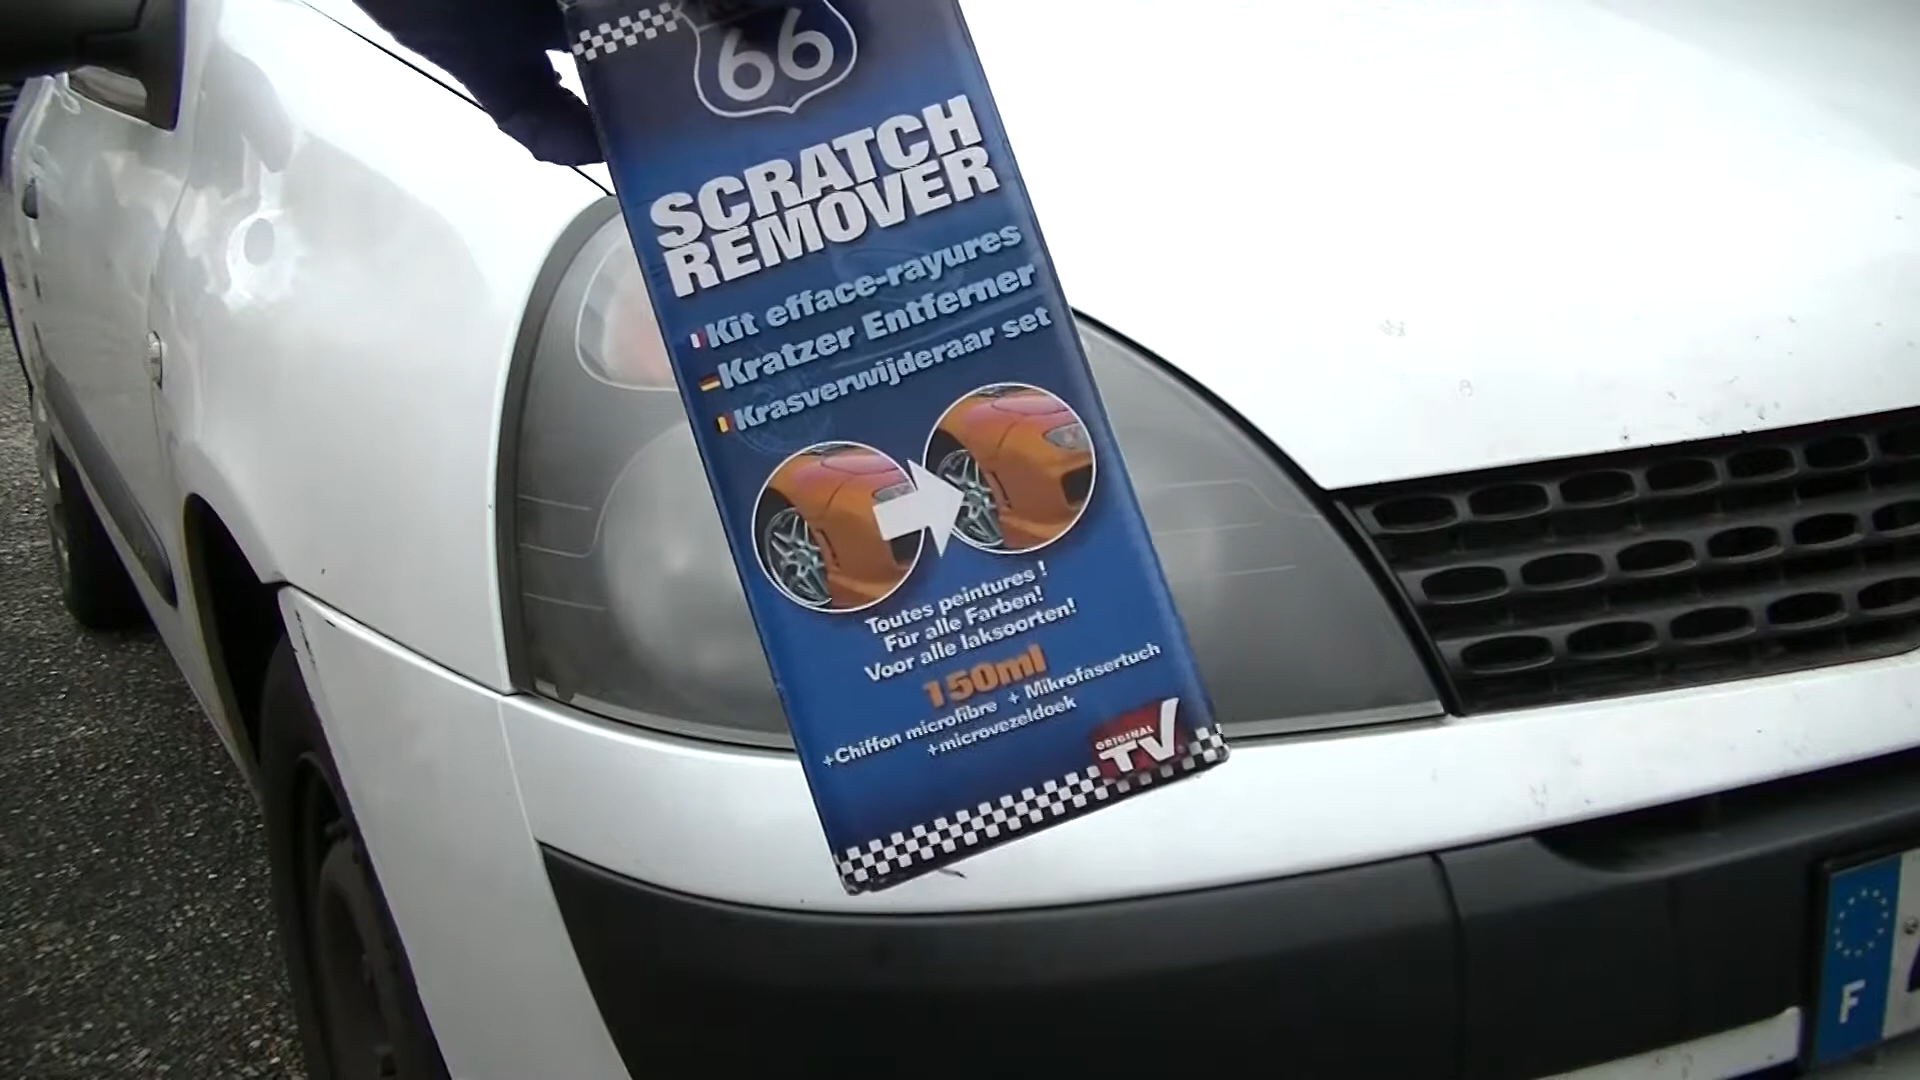 66
SCRATCH
REMOVER
Kit efface-rayures
Kratzer Entferner
Krasverwijderaar set
Toutes peintures !
Für alle Farben!
Voor alle laksoorten!
150ml
+Chiffon microfibre + Mikrofasertuch
+microvezeldoek
ORIGINAL
TV
F